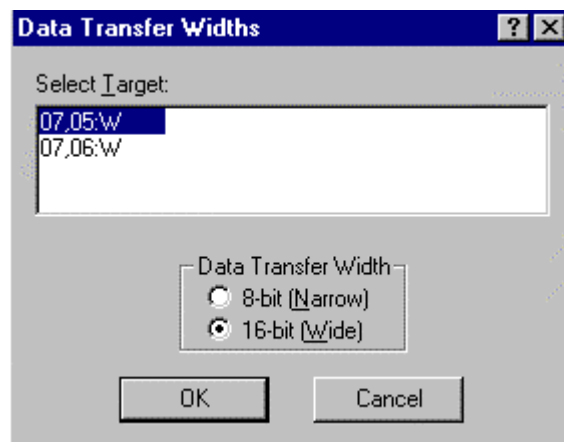 Data Transfer Widths
Select Target:
07,05:W
07,06:W
Data Transfer Width
8-bit (Narrow)
16-bit (Wide)
OK Cancel